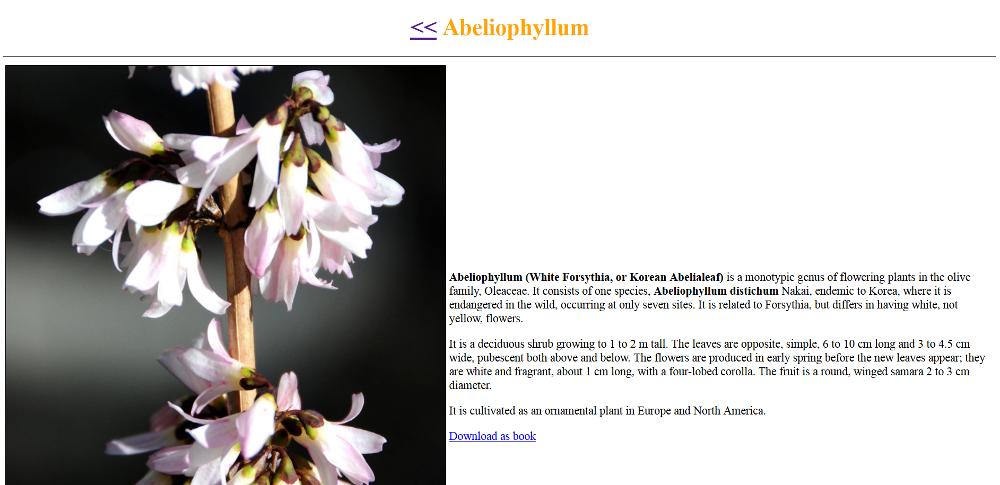 << Abeliophyllum
Abeliophyllum (White Forsythia, or Korean Abelialeaf) is a monotypic genus of flowering plants in the olive
family, Oleaceae. It consists of one species, Abeliophyllum distichum Nakai, endemic to Korea, where it is
endangered in the wild, occurring at only seven sites. It is related to Forsythia, but differs in having white, not
yellow, flowers.
It is a deciduous shrub growing to 1 to 2 m tall. The leaves are opposite, simple, 6 to 10 cm long and 3 to 4.5 cm
wide, pubescent both above and below. The flowers are produced in early spring before the new leaves appear; they
are white and fragrant, about 1 cm long, with a four-lobed corolla. The fruit is a round, winged samara 2 to 3 cm
diameter.
It is cultivated as an ornamental plant in Europe and North America.
Download as book